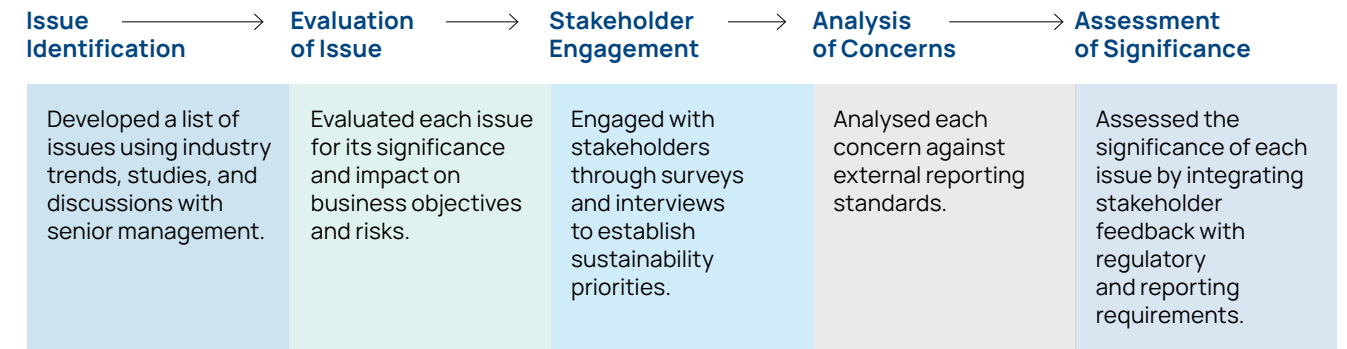 Issue
Identification
Developed a list of
issues using industry
trends, studies, and
discussions with
senior management.
Evaluation
of Issue
Evaluated each issue
for its significance
and impact on
business objectives
and risks.
Stakeholder
Engagement
Engaged with
stakeholders
through surveys
and interviews
to establish
sustainability
priorities.
Analysis
of Concerns
Analysed each
concern against
external reporting
standards.
Assessment
of Significance
Assessed the
significance of each
issue by integrating
stakeholder
feedback with
regulatory
and reporting
requirements.